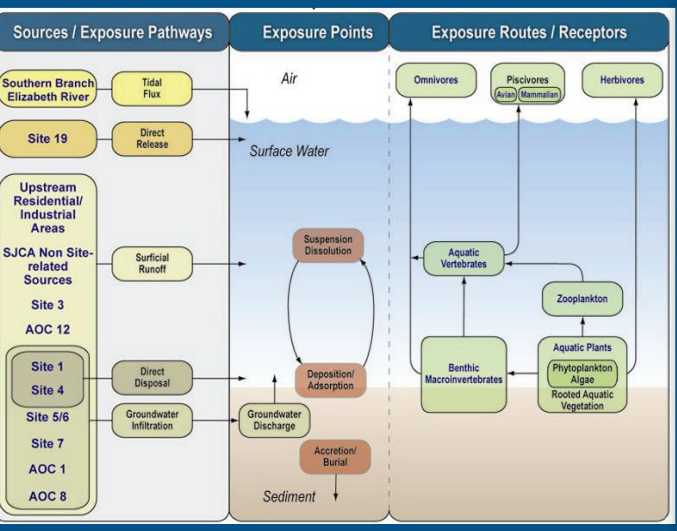 Sources / Exposure Pathways
Exposure Points
Exposure Routes / Receptors
Southern Branch
Elizabeth River
Tidal
Flux
Air
Omnivores
Piscivores
Avian
Mammalian
Herbivores
Site 19
Direct
Release
Surface Water
Upstream
Residential/
Industrial
Areas
SJCA Non Site-
related
Sources
Site 3
AOC 12
Surficial
Runoff
Suspension
Dissolution
Aquatic
Vertebrates
Zooplankton
Site 1
Site 4
Direct
Disposal
Deposition/
Adsorption
Benthic
Macroinvertebrates
Aquatic Plants
Phytoplankton
Algae
Rooted Aquatic
Vegetation
Site 5/6
Site 7
AOC 1
AOC 8
Groundwater
Infiltration
Groundwater
Discharge
Accretion/
Burial
Sediment